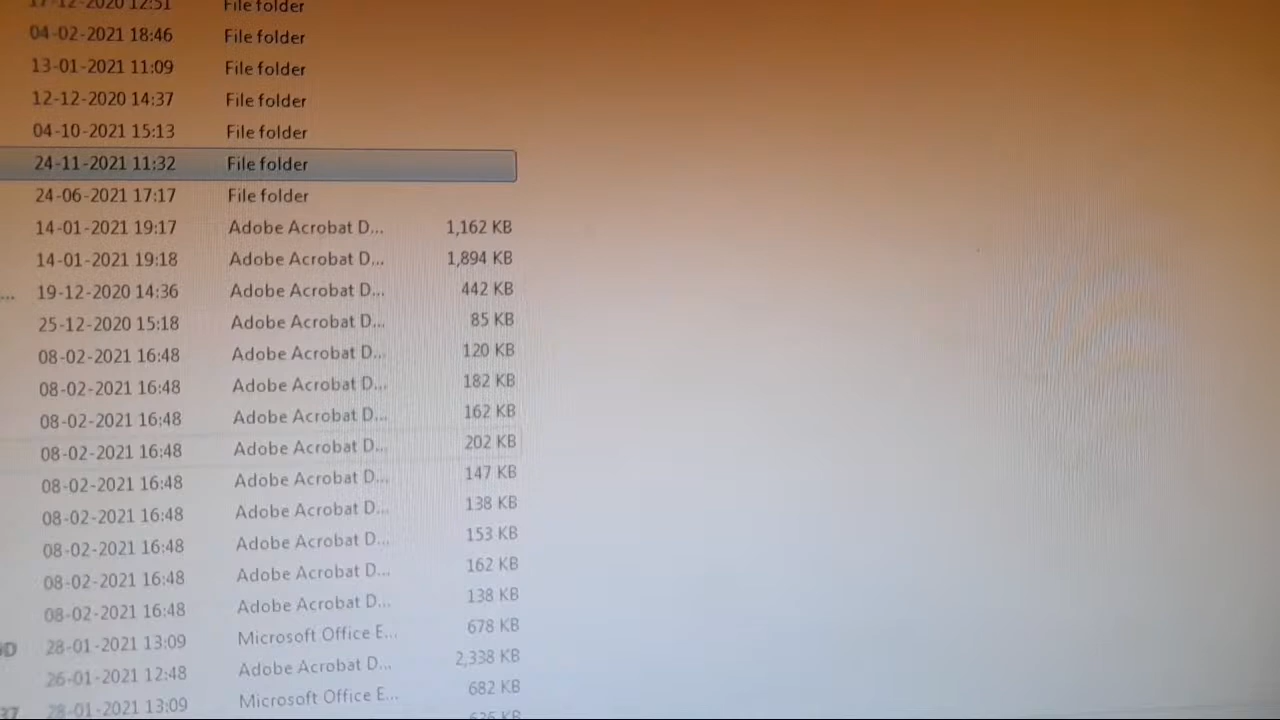 17-12-2020 12:51 File folder
04-02-2021 18:46 File folder
13-01-2021 11:09 File folder
12-12-2020 14:37 File folder
04-10-2021 15:13 File folder
24-11-2021 11:32 File folder
24-06-2021 17:17 File folder
14-01-2021 19:17 Adobe Acrobat D... 1,162 KB
14-01-2021 19:18 Adobe Acrobat D... 1,894 KB
... 19-12-2020 14:36 Adobe Acrobat D... 442 KB
25-12-2020 15:18 Adobe Acrobat D... 85 KB
08-02-2021 16:48 Adobe Acrobat D... 120 KB
08-02-2021 16:48 Adobe Acrobat D... 182 KB
08-02-2021 16:48 Adobe Acrobat D... 162 KB
08-02-2021 16:48 Adobe Acrobat D... 202 KB
08-02-2021 16:48 Adobe Acrobat D... 147 KB
08-02-2021 16:48 Adobe Acrobat D... 138 KB
08-02-2021 16:48 Adobe Acrobat D... 153 KB
08-02-2021 16:48 Adobe Acrobat D... 162 KB
08-02-2021 16:48 Adobe Acrobat D... 138 KB
28-01-2021 13:09 Microsoft Office E... 678 KB
26-01-2021 12:48 Adobe Acrobat D... 2,338 KB
37 28-01-2021 13:09 Microsoft Office E... 682 KB